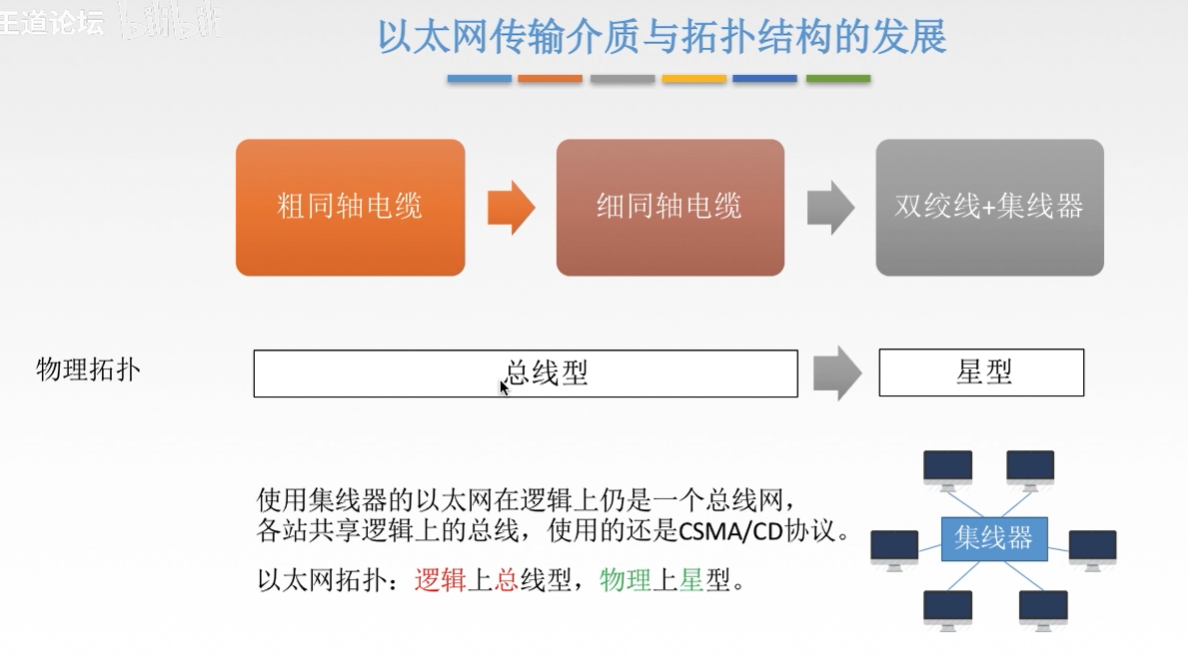 王道论坛 bilibili
以太网传输介质与拓扑结构的发展
粗同轴电缆
细同轴电缆
双绞线+集线器
物理拓扑
总线型
星型
使用集线器的以太网在逻辑上仍是一个总线网，
各站共享逻辑上的总线，使用的还是CSMA/CD协议。
集线器
以太网拓扑：逻辑上总线型，物理上星型。